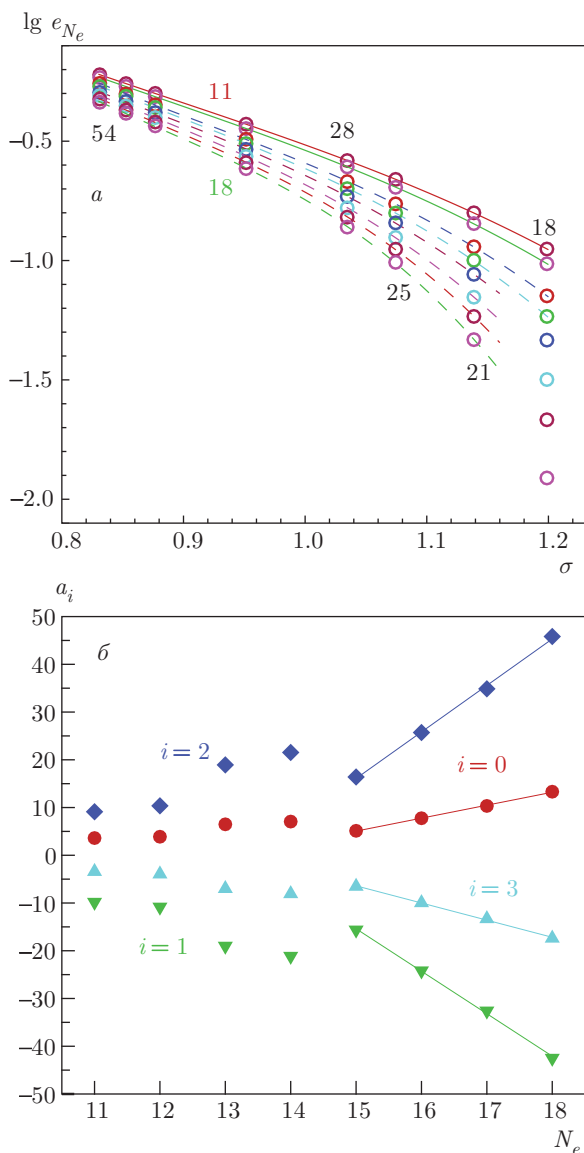 lg e_{N_e}
−0.5
−1.0
−1.5
−2.0
11
28
54
a
18
18
25
21
0.8 0.9 1.0 1.1 1.2
σ
a_i
50
40
30
20
10
0
−10
−20
−30
−40
−50
б
i = 2
i = 0
i = 3
i = 1
11 12 13 14 15 16 17 18
N_e